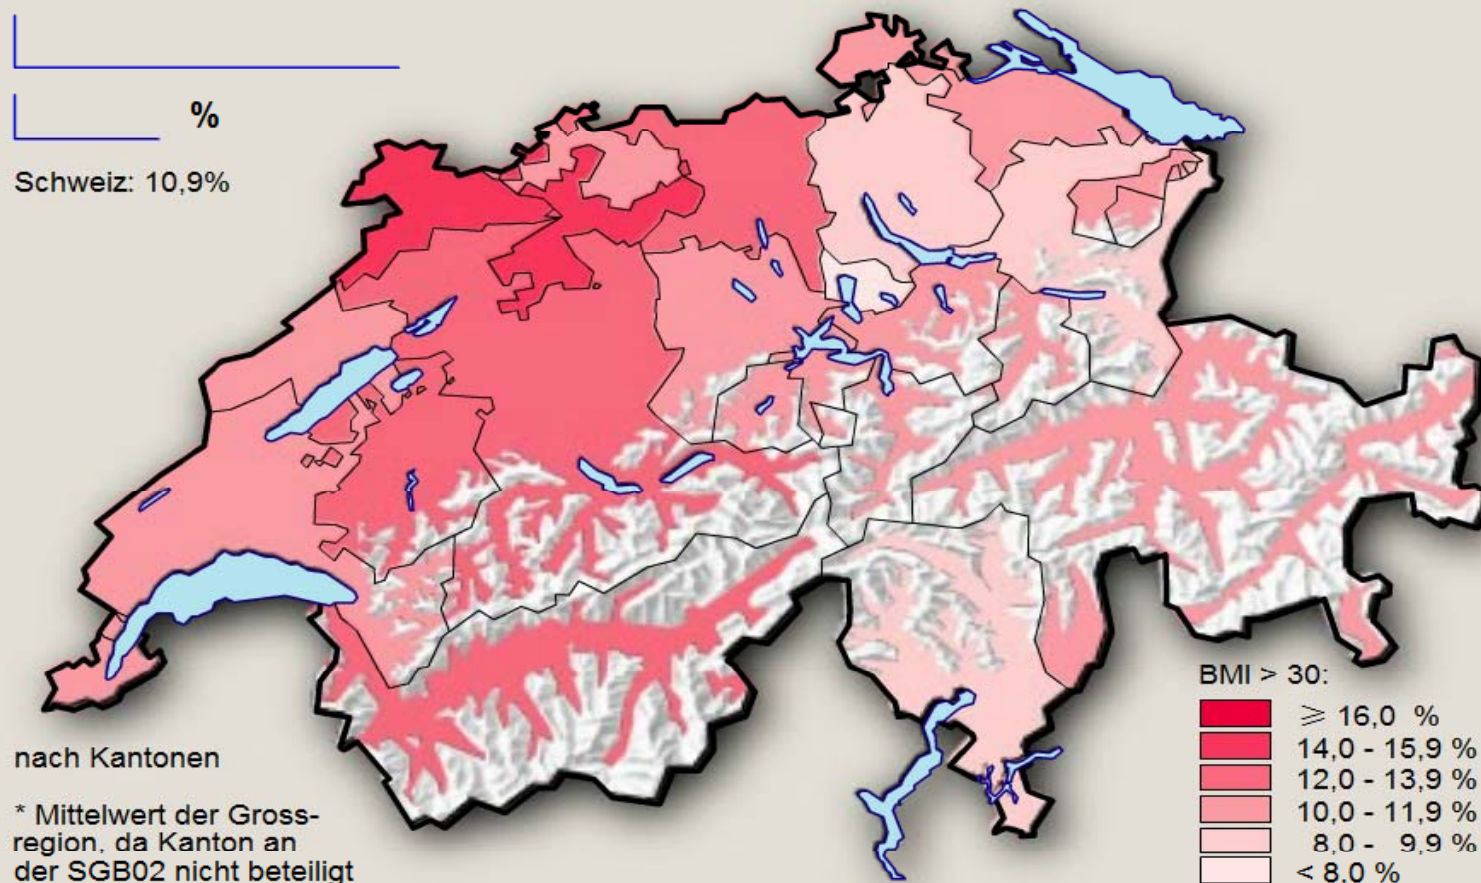 %
Schweiz: 10,9%
nach Kantonen
* Mittelwert der Gross-
region, da Kanton an
der SGB02 nicht beteiligt
BMI > 30:
⩾ 16,0 %
14,0 - 15,9 %
12,0 - 13,9 %
10,0 - 11,9 %
8,0 - 9,9 %
< 8,0 %